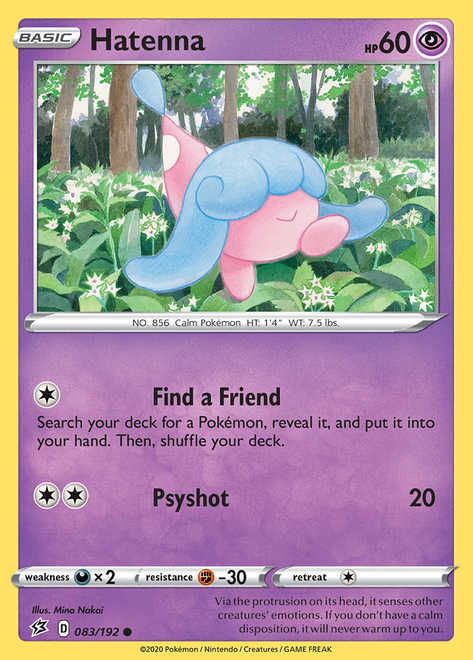 BASIC Hatenna HP60
NO. 856 Calm Pokémon HT: 1'4" WT: 7.5 lbs.
Find a Friend
Search your deck for a Pokémon, reveal it, and put it into
your hand. Then, shuffle your deck.
Psyshot 20
weakness ×2 resistance -30 retreat
Illus. Mina Nakai
D 083/192
Via the protrusion on its head, it senses other
creatures' emotions. If you don't have a calm
disposition, it will never warm up to you.
©2020 Pokémon / Nintendo / Creatures / GAME FREAK